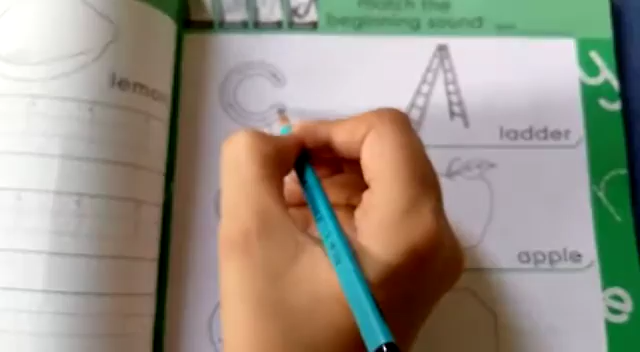 match the
beginning sound
lemon
C
ladder
apple
y
r
e